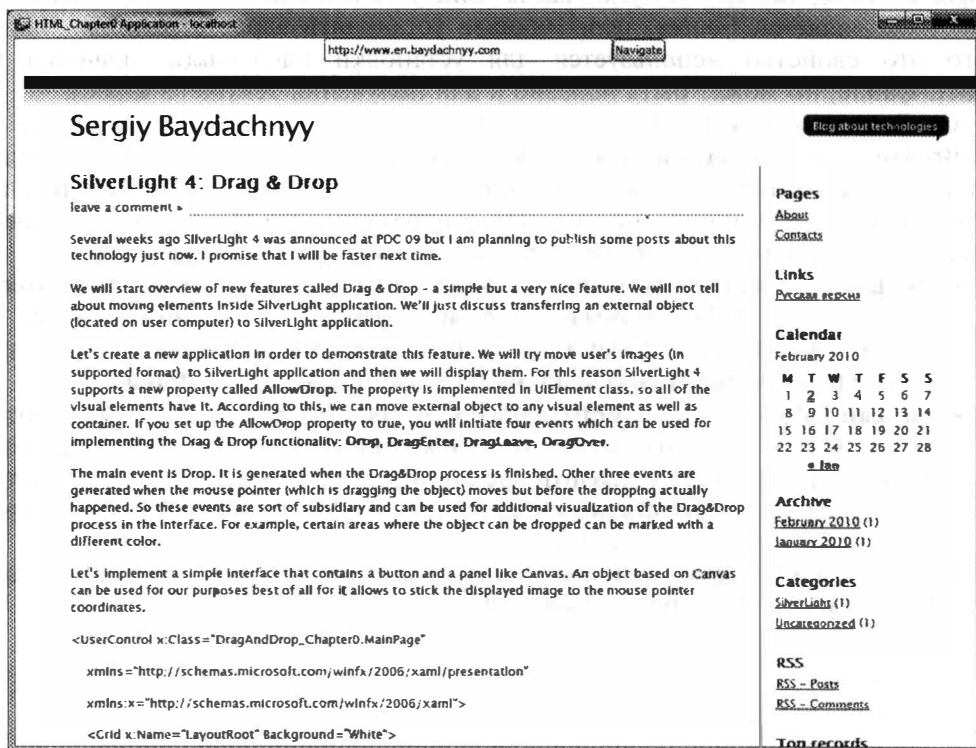 HTML_Chapter0 Application - localhost
http://www.en.baydachnyy.com
Navigate
Sergiy Baydachnyy
Blog about technologies
SilverLight 4: Drag & Drop
leave a comment »
Several weeks ago SilverLight 4 was announced at PDC 09 but I am planning to publish some posts about this
technology just now. I promise that I will be faster next time.
We will start overview of new features called Drag & Drop – a simple but a very nice feature. We will not tell
about moving elements inside SilverLight application. We'll just discuss transferring an external object
(located on user computer) to SilverLight application.
Let's create a new application in order to demonstrate this feature. We will try move user's images (in
supported format) to SilverLight application and then we will display them. For this reason SilverLight 4
supports a new property called AllowDrop. The property is implemented in UIElement class, so all of the
visual elements have it. According to this, we can move external object to any visual element as well as
container. If you set up the AllowDrop property to true, you will initiate four events which can be used for
implementing the Drag & Drop functionality: Drop, DragEnter, DragLeave, DragOver.
The main event is Drop. It is generated when the Drag&Drop process is finished. Other three events are
generated when the mouse pointer (which is dragging the object) moves but before the dropping actually
happened. So these events are sort of subsidiary and can be used for additional visualization of the Drag&Drop
process in the interface. For example, certain areas where the object can be dropped can be marked with a
different color.
Let's implement a simple interface that contains a button and a panel like Canvas. An object based on Canvas
can be used for our purposes best of all for it allows to stick the displayed image to the mouse pointer
coordinates.
<UserControl x:Class="DragAndDrop_Chapter0.MainPage"
xmlns="http://schemas.microsoft.com/winfx/2006/xaml/presentation"
xmlns:x="http://schemas.microsoft.com/winfx/2006/xaml">
<Grid x:Name="LayoutRoot" Background="White">
Pages
About
Contacts
Links
Русская версия
Calendar
February 2010
M T W T F S S
1 2 3 4 5 6 7
8 9 10 11 12 13 14
15 16 17 18 19 20 21
22 23 24 25 26 27 28
« Jan
Archive
February 2010 (1)
January 2010 (1)
Categories
SilverLight (1)
Uncategorized (1)
RSS
RSS – Posts
RSS – Comments
Top records